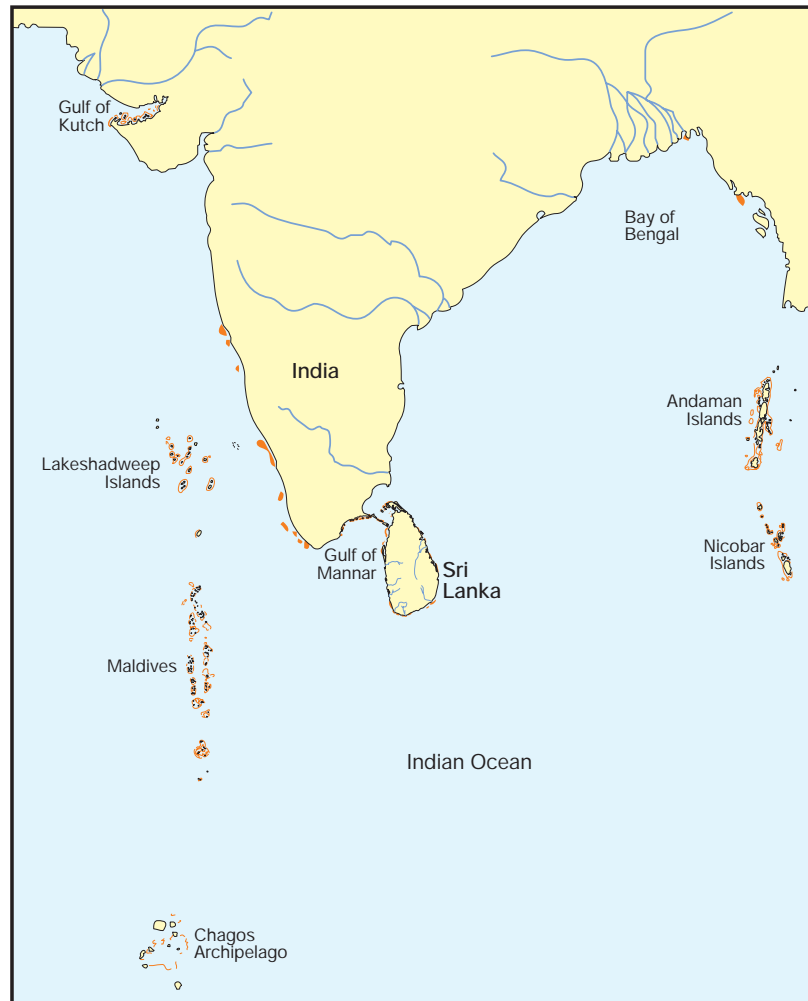 Gulf of
Kutch
Bay of
Bengal
India
Andaman
Islands
Lakeshadweep
Islands
Gulf of
Mannar
Sri
Lanka
Nicobar
Islands
Maldives
Indian Ocean
Chagos
Archipelago